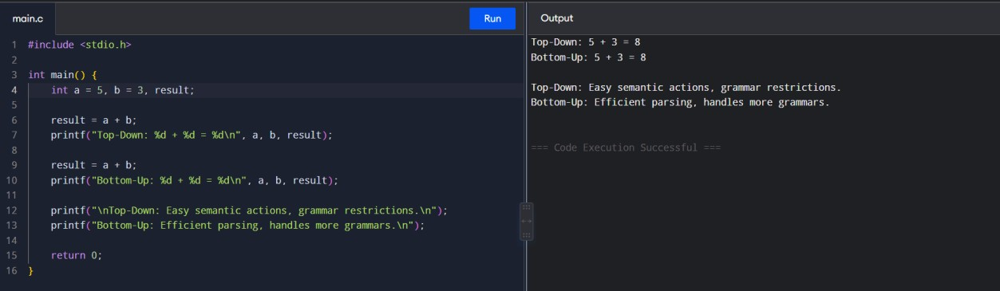 main.c
Run
1 #include <stdio.h>
2
3 int main() {
4     int a = 5, b = 3, result;
5
6     result = a + b;
7     printf("Top-Down: %d + %d = %d\n", a, b, result);
8
9     result = a + b;
10     printf("Bottom-Up: %d + %d = %d\n", a, b, result);
11
12     printf("\nTop-Down: Easy semantic actions, grammar restrictions.\n");
13     printf("Bottom-Up: Efficient parsing, handles more grammars.\n");
14
15     return 0;
16 }
Output
Top-Down: 5 + 3 = 8
Bottom-Up: 5 + 3 = 8

Top-Down: Easy semantic actions, grammar restrictions.
Bottom-Up: Efficient parsing, handles more grammars.

=== Code Execution Successful ===